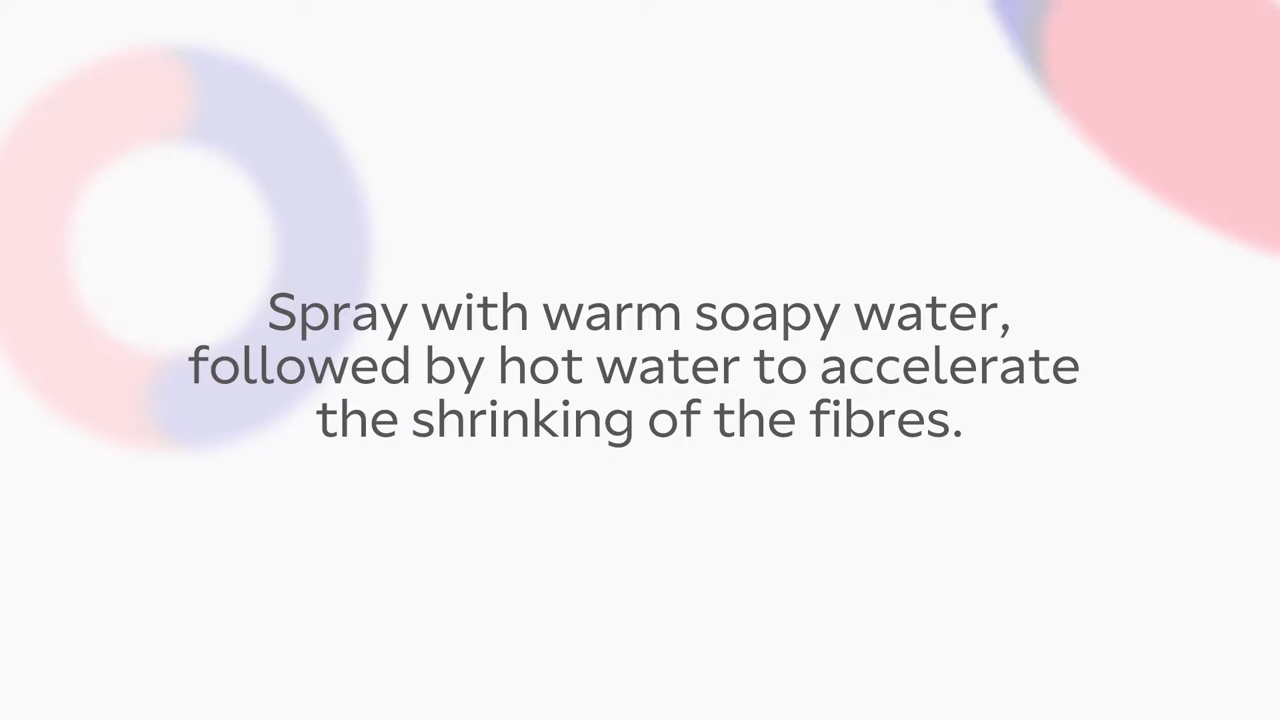 Spray with warm soapy water,
followed by hot water to accelerate
the shrinking of the fibres.